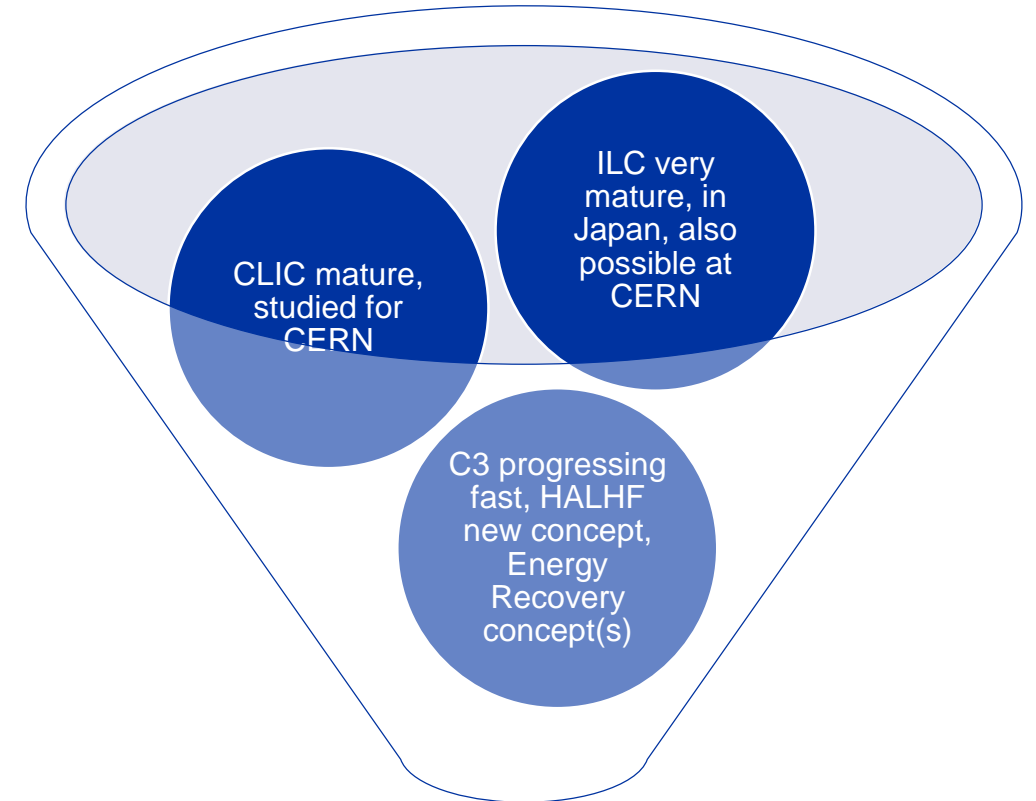 CLIC mature,
studied for
CERN
ILC very
mature, in
Japan, also
possible at
CERN
C3 progressing
fast, HALHF
new concept,
Energy
Recovery
concept(s)